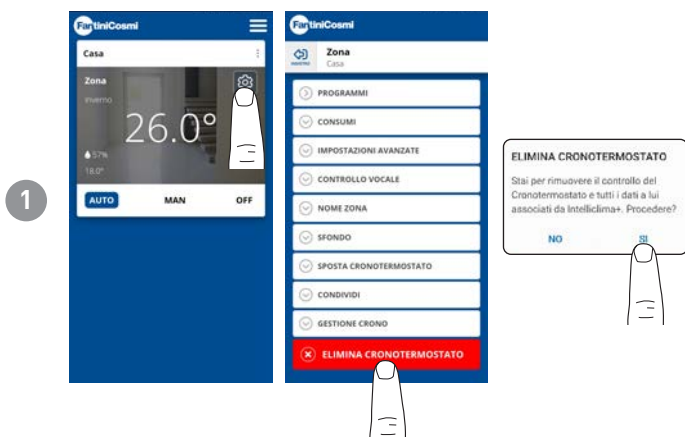 1
FantiniCosmi
Casa
Zona
Inverno
26.0°
57%
18.0°
AUTO MAN OFF
FantiniCosmi
Zona
Casa
PROGRAMMI
CONSUMI
IMPOSTAZIONI AVANZATE
CONTROLLO VOCALE
NOME ZONA
SFONDO
SPOSTA CRONOTERMOSTATO
CONDIVIDI
GESTIONE CRONO
ELIMINA CRONOTERMOSTATO
ELIMINA CRONOTERMOSTATO
Stai per rimuovere il controllo del
Cronotermostato e tutti i dati a lui
associati da Intelliclima+. Procedere?
NO SI